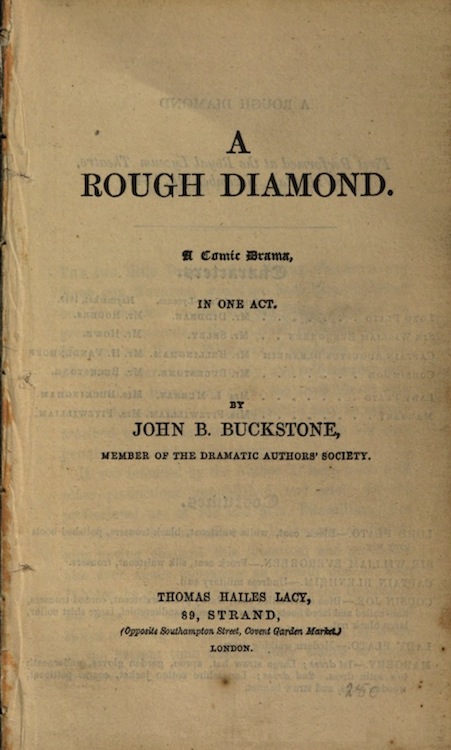 A
ROUGH DIAMOND.
A Comic Drama,
IN ONE ACT.
BY
JOHN B. BUCKSTONE,
MEMBER OF THE DRAMATIC AUTHORS' SOCIETY.
THOMAS HAILES LACY,
89, STRAND,
(Opposite Southampton Street, Covent Garden Market.)
LONDON.